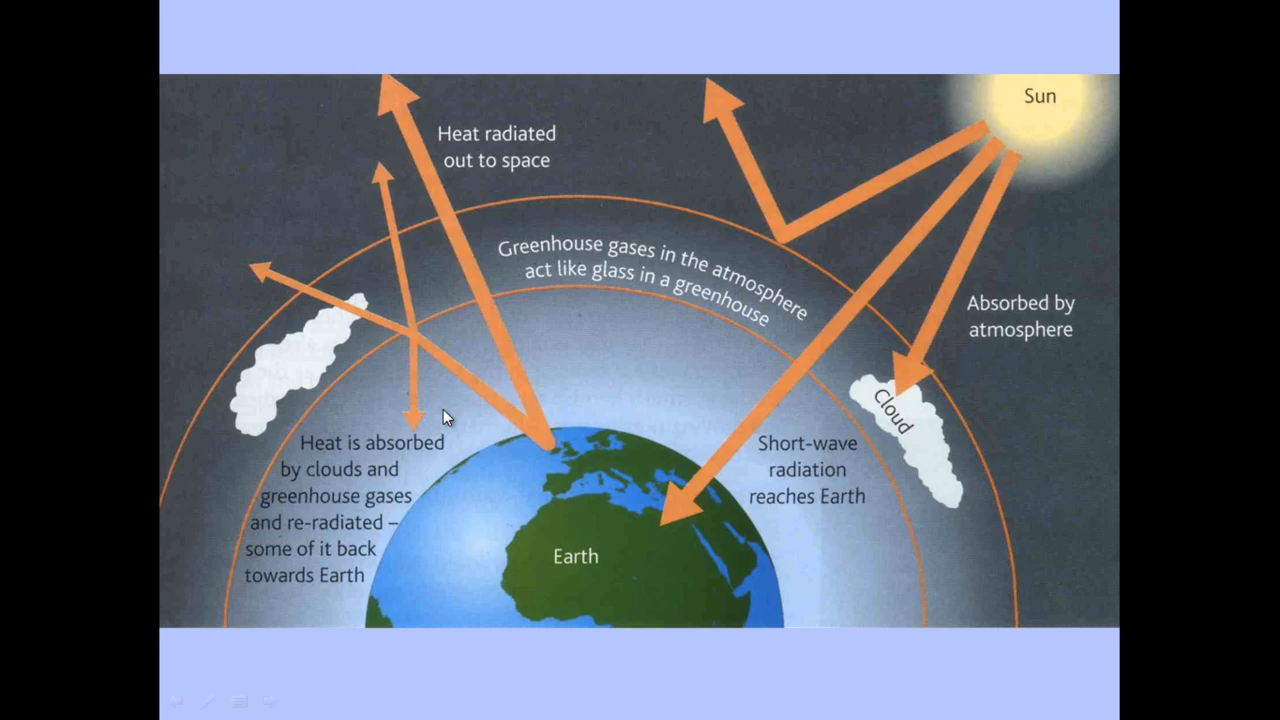 Sun
Heat radiated
out to space
Greenhouse gases in the atmosphere
act like glass in a greenhouse
Absorbed by
atmosphere
Cloud
Heat is absorbed
by clouds and
greenhouse gases
and re-radiated –
some of it back
towards Earth
Short-wave
radiation
reaches Earth
Earth